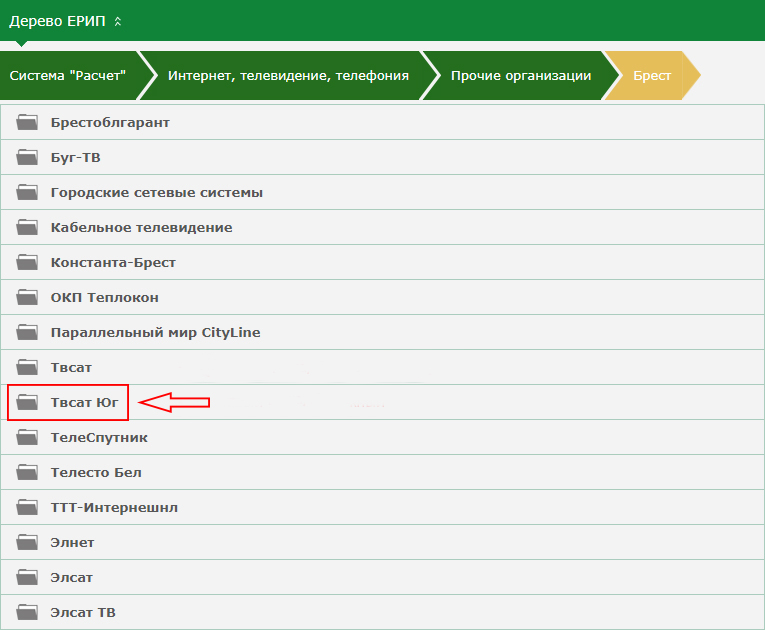 Дерево ЕРИП
Система "Расчет" Интернет, телевидение, телефония Прочие организации Брест
Брестоблгарант
Буг-ТВ
Городские сетевые системы
Кабельное телевидение
Константа-Брест
ОКП Теплокон
Параллельный мир CityLine
Твсат
Твсат Юг
ТелеСпутник
Телесто Бел
ТТТ-Интернешнл
Элнет
Элсат
Элсат ТВ